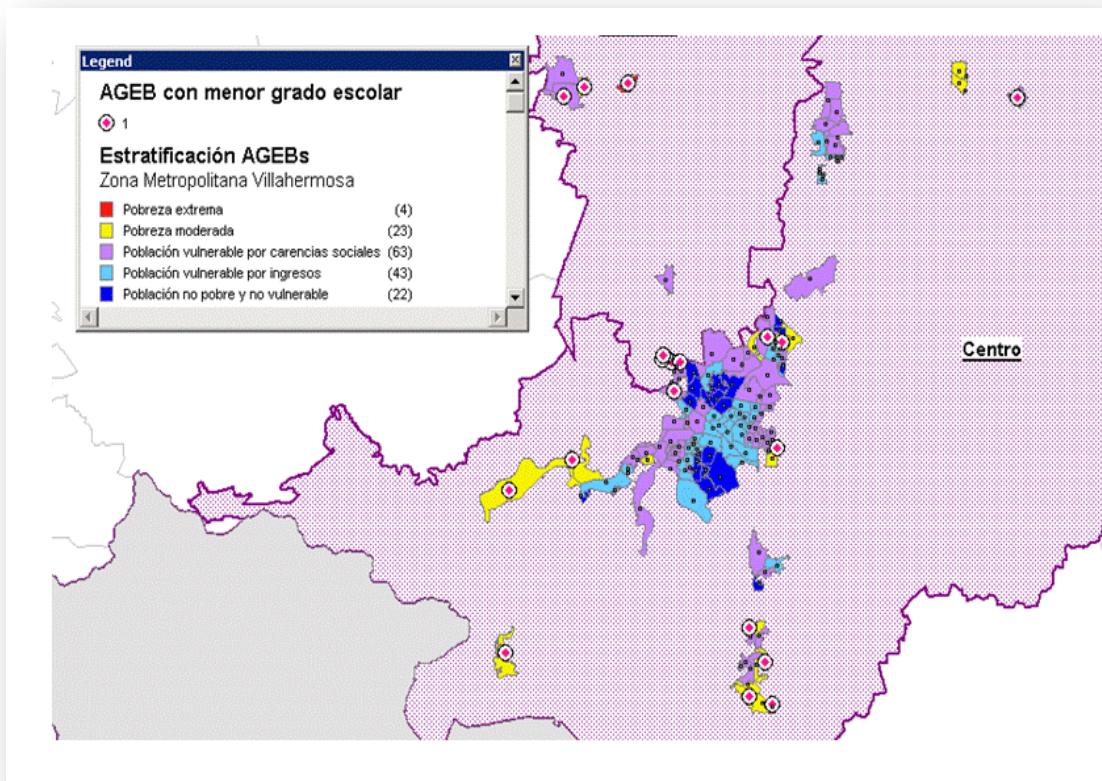 Legend
AGEB con menor grado escolar
1
Estratificación AGEBs
Zona Metropolitana Villahermosa
Pobreza extrema (4)
Pobreza moderada (23)
Población vulnerable por carencias sociales (63)
Población vulnerable por ingresos (43)
Población no pobre y no vulnerable (22)
Centro